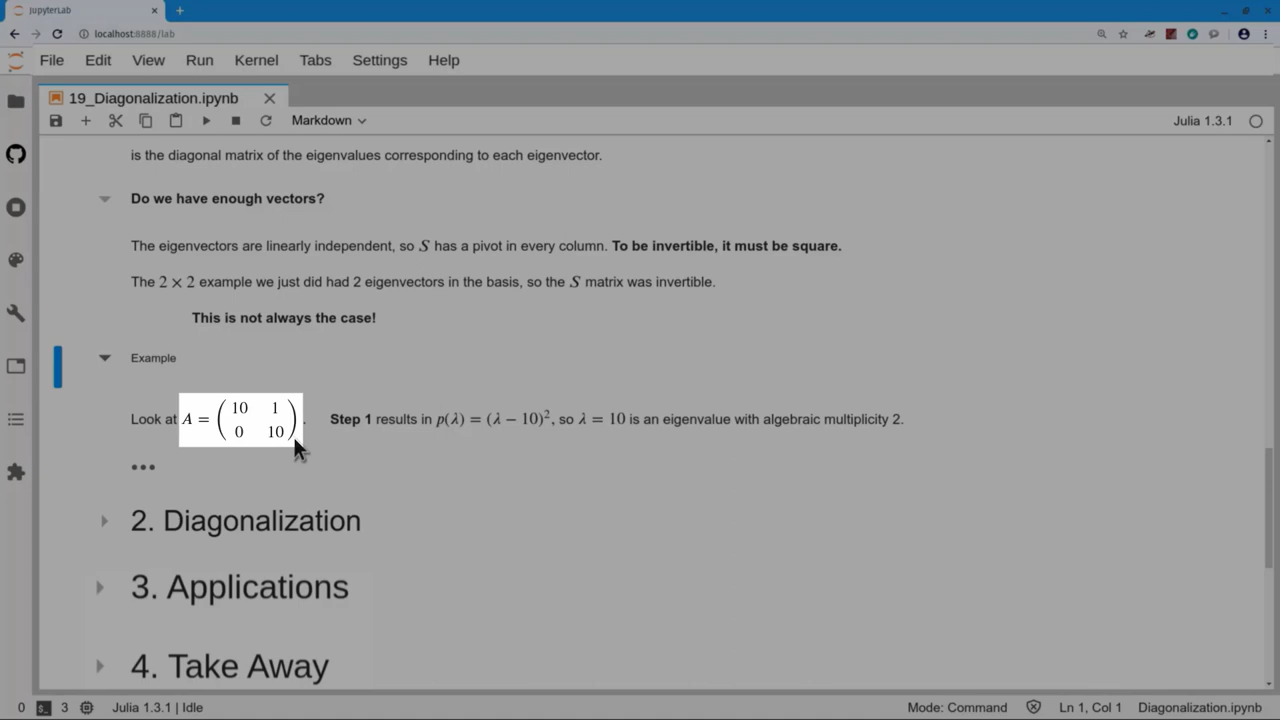 JupyterLab
localhost:8888/lab
File Edit View Run Kernel Tabs Settings Help
19_Diagonalization.ipynb
Markdown Julia 1.3.1
is the diagonal matrix of the eigenvalues corresponding to each eigenvector.
Do we have enough vectors?
The eigenvectors are linearly independent, so S has a pivot in every column. To be invertible, it must be square.
The 2 × 2 example we just did had 2 eigenvectors in the basis, so the S matrix was invertible.
This is not always the case!
Example
Look at A = ( 10 1 0 10 ). Step 1 results in p(λ) = (λ − 10)², so λ = 10 is an eigenvalue with algebraic multiplicity 2.
•••
2. Diagonalization
3. Applications
4. Take Away
0 3 Julia 1.3.1 | Idle Mode: Command Ln 1, Col 1 Diagonalization.ipynb